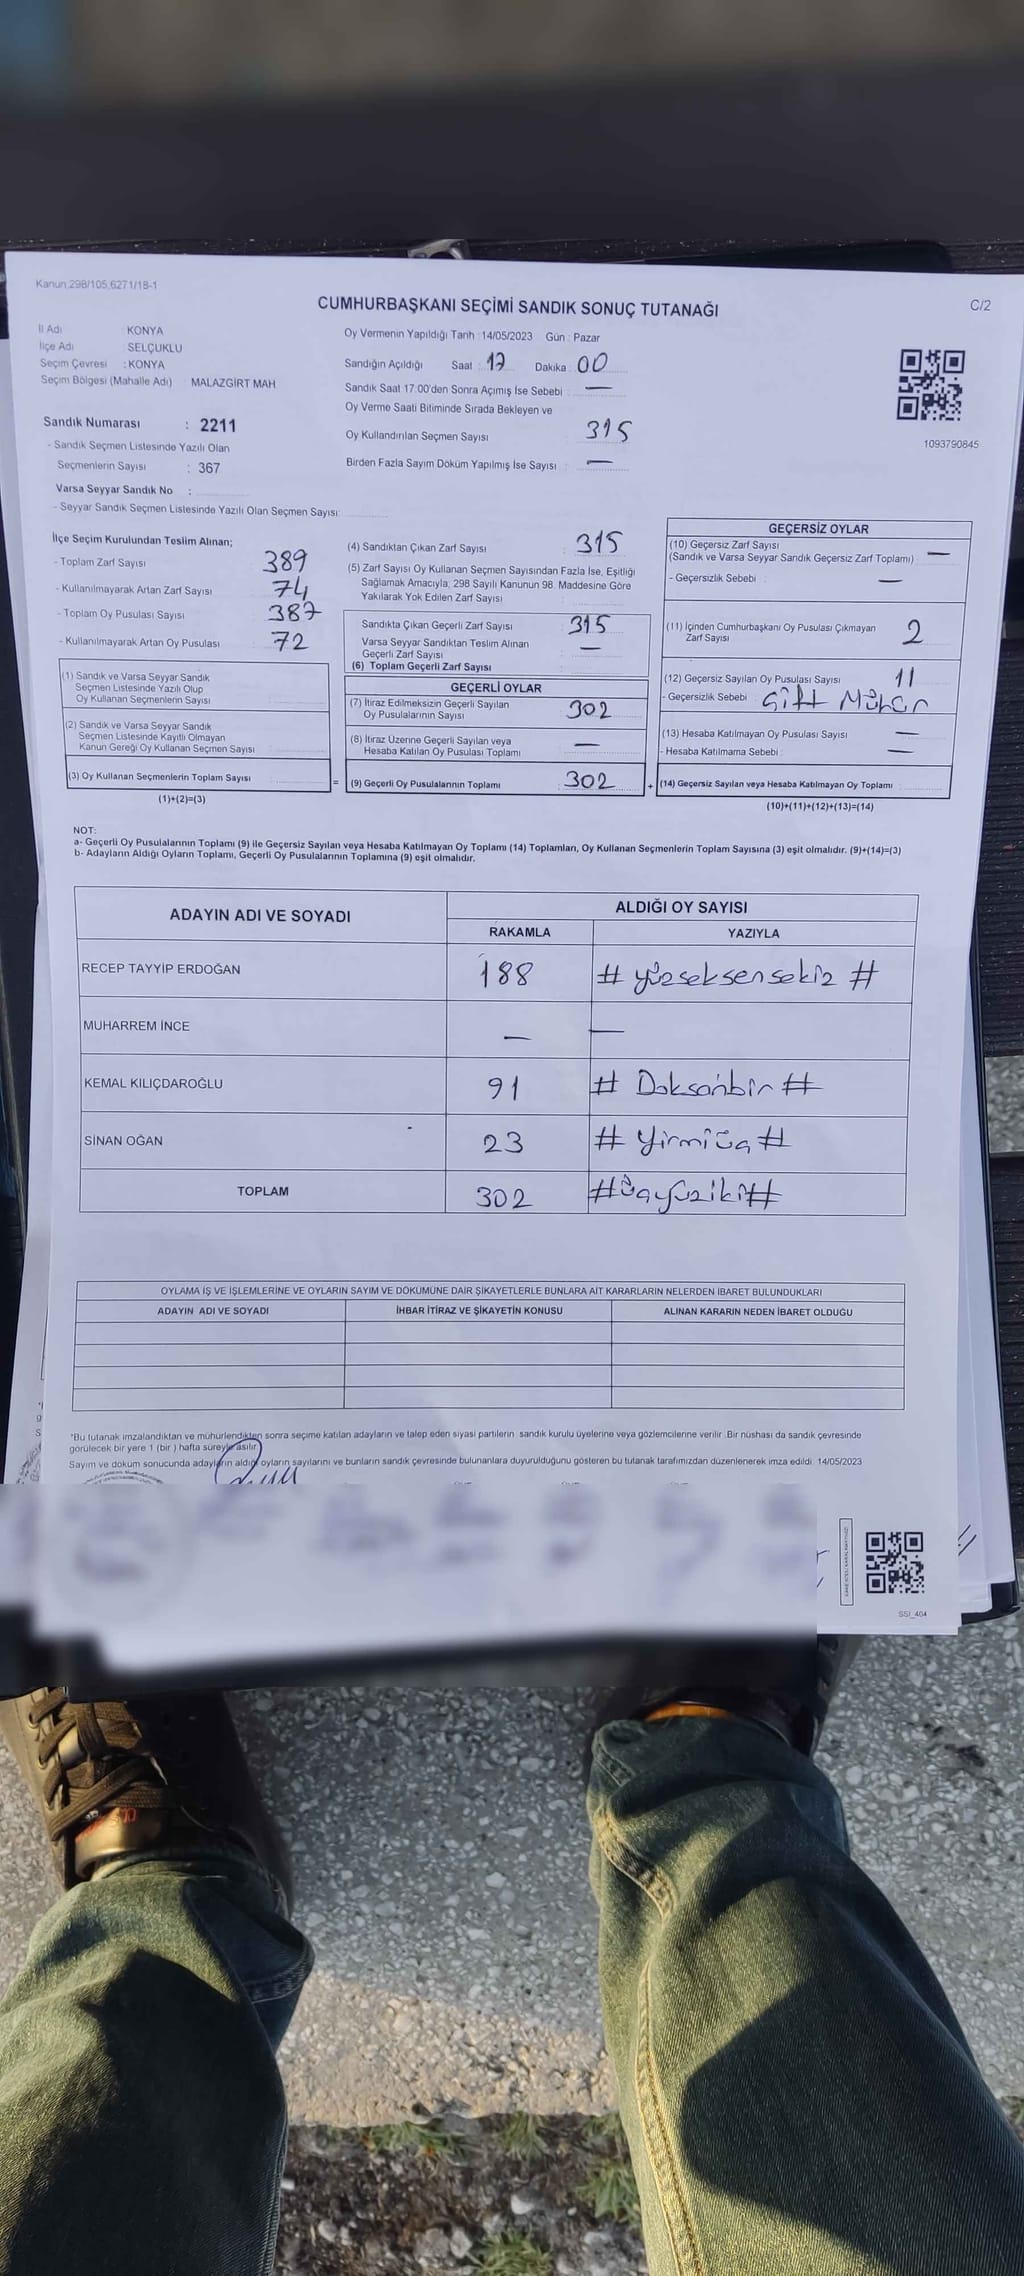 Kanun,298/105,6271/18-1
CUMHURBAŞKANI SEÇİMİ SANDIK SONUÇ TUTANAĞI
C/2
İl Adı : KONYA
İlçe Adı : SELÇUKLU
Seçim Çevresi : KONYA
Seçim Bölgesi (Mahalle Adı) : MALAZGİRT MAH
Sandık Numarası : 2211
- Sandık Seçmen Listesinde Yazılı Olan
Seçmenlerin Sayısı : 367
Varsa Seyyar Sandık No :
- Seyyar Sandık Seçmen Listesinde Yazılı Olan Seçmen Sayısı:
Oy Vermenin Yapıldığı Tarih : 14/05/2023 Gün : Pazar
Sandığın Açıldığı Saat : 17 Dakika : 00
Sandık Saat 17:00'den Sonra Açımış İse Sebebi : —
Oy Verme Saati Bitiminde Sırada Bekleyen ve
Oy Kullandırılan Seçmen Sayısı : 315
Birden Fazla Sayım Döküm Yapılmış İse Sayısı : —
1093790845
İlçe Seçim Kurulundan Teslim Alınan;
- Toplam Zarf Sayısı : 389
- Kullanılmayarak Artan Zarf Sayısı : 74
- Toplam Oy Pusulası Sayısı : 387
- Kullanılmayarak Artan Oy Pusulası : 72
(1) Sandık ve Varsa Seyyar Sandık
Seçmen Listesinde Yazılı Olup
Oy Kullanan Seçmenlerin Sayısı :
(2) Sandık ve Varsa Seyyar Sandık
Seçmen Listesinde Kayıtlı Olmayan
Kanun Gereği Oy Kullanan Seçmen Sayısı :
(3) Oy Kullanan Seçmenlerin Toplam Sayısı : =
(1)+(2)=(3)
(4) Sandıktan Çıkan Zarf Sayısı : 315
(5) Zarf Sayısı Oy Kullanan Seçmen Sayısından Fazla İse, Eşitliği
Sağlamak Amacıyla; 298 Sayılı Kanunun 98. Maddesine Göre
Yakılarak Yok Edilen Zarf Sayısı :
Sandıkta Çıkan Geçerli Zarf Sayısı : 315
Varsa Seyyar Sandıktan Teslim Alınan
Geçerli Zarf Sayısı : —
(6) Toplam Geçerli Zarf Sayısı :
GEÇERLİ OYLAR
(7) İtiraz Edilmeksizin Geçerli Sayılan
Oy Pusulalarının Sayısı : 302
(8) İtiraz Üzerine Geçerli Sayılan veya
Hesaba Katılan Oy Pusulası Toplamı : —
(9) Geçerli Oy Pusulalarının Toplamı : 302 +
GEÇERSİZ OYLAR
(10) Geçersiz Zarf Sayısı
(Sandık ve Varsa Seyyar Sandık Geçersiz Zarf Toplamı) : —
- Geçersizlik Sebebi : —
(11) İçinden Cumhurbaşkanı Oy Pusulası Çıkmayan
Zarf Sayısı : 2
(12) Geçersiz Sayılan Oy Pusulası Sayısı : 11
- Geçersizlik Sebebi : Çift Mühür
(13) Hesaba Katılmayan Oy Pusulası Sayısı : —
- Hesaba Katılmama Sebebi : —
(14) Geçersiz Sayılan veya Hesaba Katılmayan Oy Toplamı :
(10)+(11)+(12)+(13)=(14)
NOT:
a- Geçerli Oy Pusulalarının Toplamı (9) ile Geçersiz Sayılan veya Hesaba Katılmayan Oy Toplamı (14) Toplamları, Oy Kullanan Seçmenlerin Toplam Sayısına (3) eşit olmalıdır. (9)+(14)=(3)
b- Adayların Aldığı Oyların Toplamı, Geçerli Oy Pusulalarının Toplamına (9) eşit olmalıdır.
ADAYIN ADI VE SOYADI ALDIĞI OY SAYISI
RAKAMLA YAZIYLA
RECEP TAYYİP ERDOĞAN 188 # yüzseksensekiz #
MUHARREM İNCE — —
KEMAL KILIÇDAROĞLU 91 # Doksanbir #
SİNAN OĞAN 23 # Yirmiüç #
TOPLAM 302 #üçyüziki#
OYLAMA İŞ VE İŞLEMLERİNE VE OYLARIN SAYIM VE DÖKÜMÜNE DAİR ŞİKAYETLERLE BUNLARA AİT KARARLARIN NELERDEN İBARET BULUNDUKLARI
ADAYIN ADI VE SOYADI İHBAR İTİRAZ VE ŞİKAYETİN KONUSU ALINAN KARARIN NEDEN İBARET OLDUĞU
*Bu tutanak imzalandıktan ve mühürlendikten sonra seçime katılan adayların ve talep eden siyasi partilerin sandık kurulu üyelerine veya gözlemcilerine verilir. Bir nüshası da sandık çevresinde
görülecek bir yere 1 (bir ) hafta süreyle asılır.
Sayım ve döküm sonucunda adayların aldığı oyların sayılarını ve bunların sandık çevresinde bulunanlara duyurulduğunu gösteren bu tutanak tarafımızdan düzenlenerek imza edildi. 14/05/2023
SSI_404